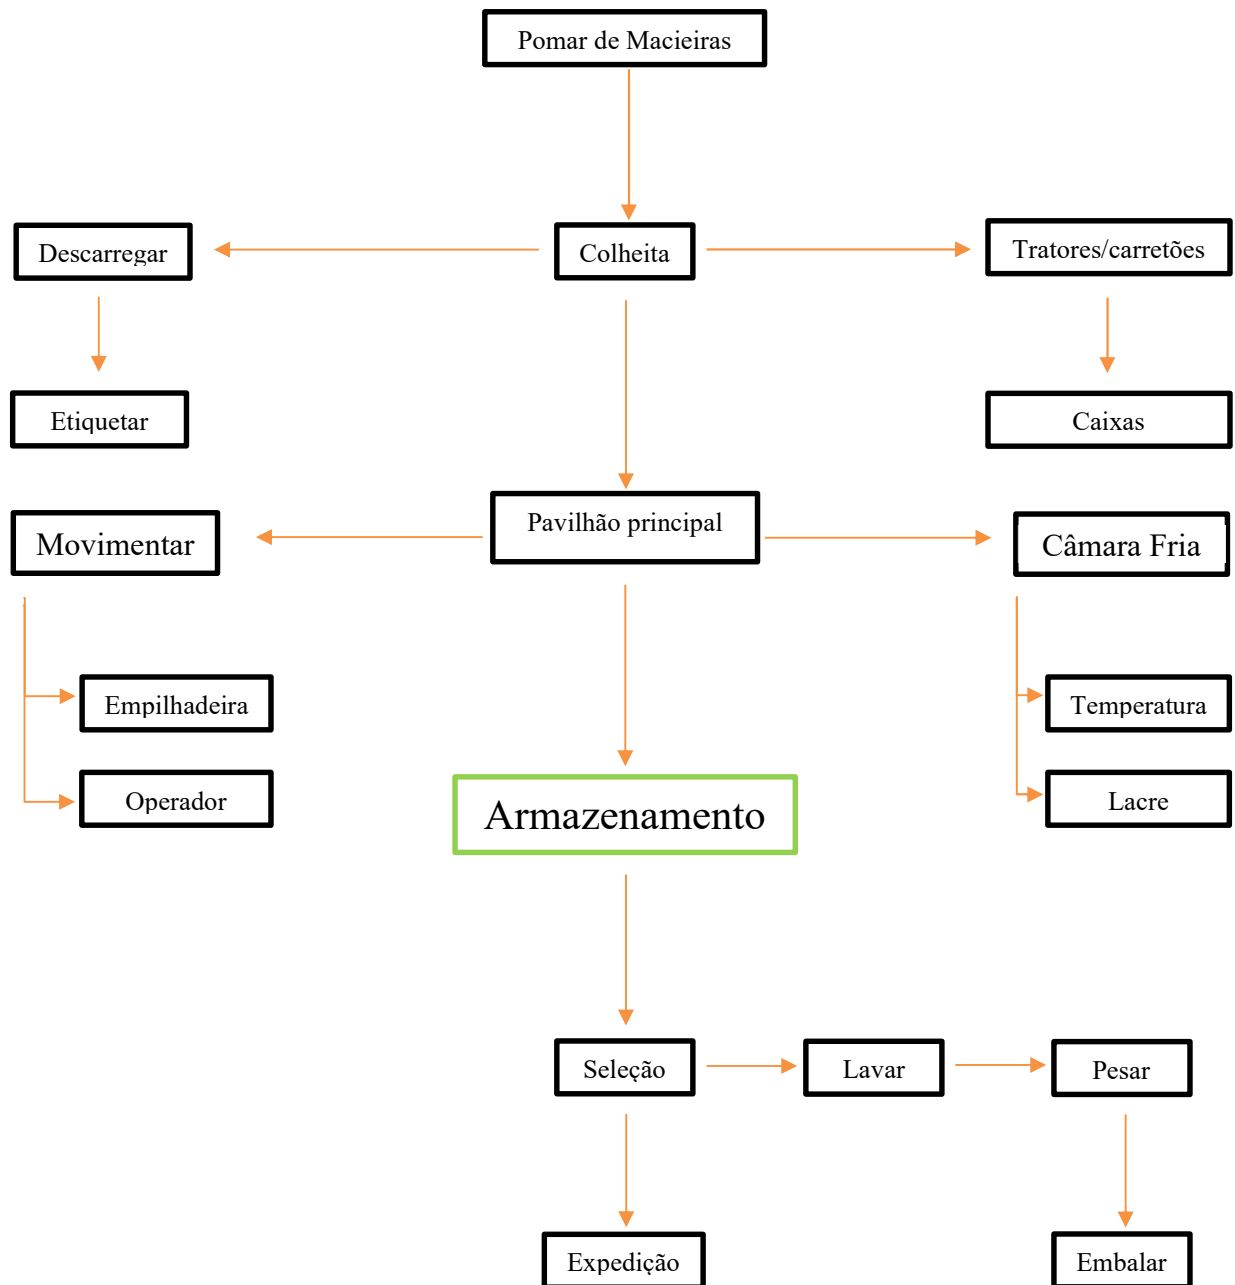 Pomar de Macieiras
Descarregar
Colheita
Tratores/carretões
Etiquetar
Caixas
Pavilhão principal
Movimentar
Câmara Fria
Empilhadeira
Temperatura
Operador
Armazenamento
Lacre
Seleção
Lavar
Pesar
Expedição
Embalar